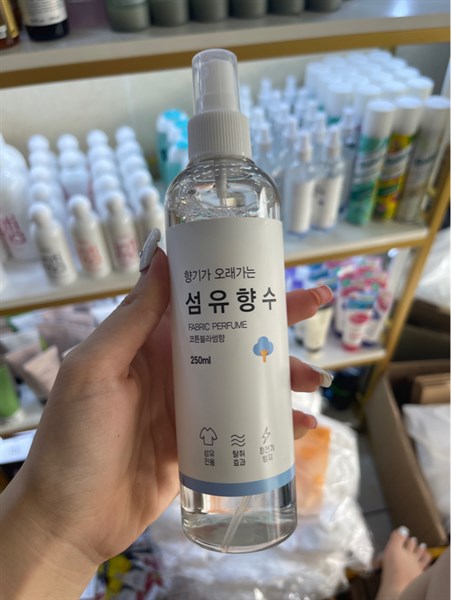 향기가 오래가는
섬유향수
FABRIC PERFUME
코튼블라썸향
250ml
섬유
전용
탈취
효과
정전기
방지